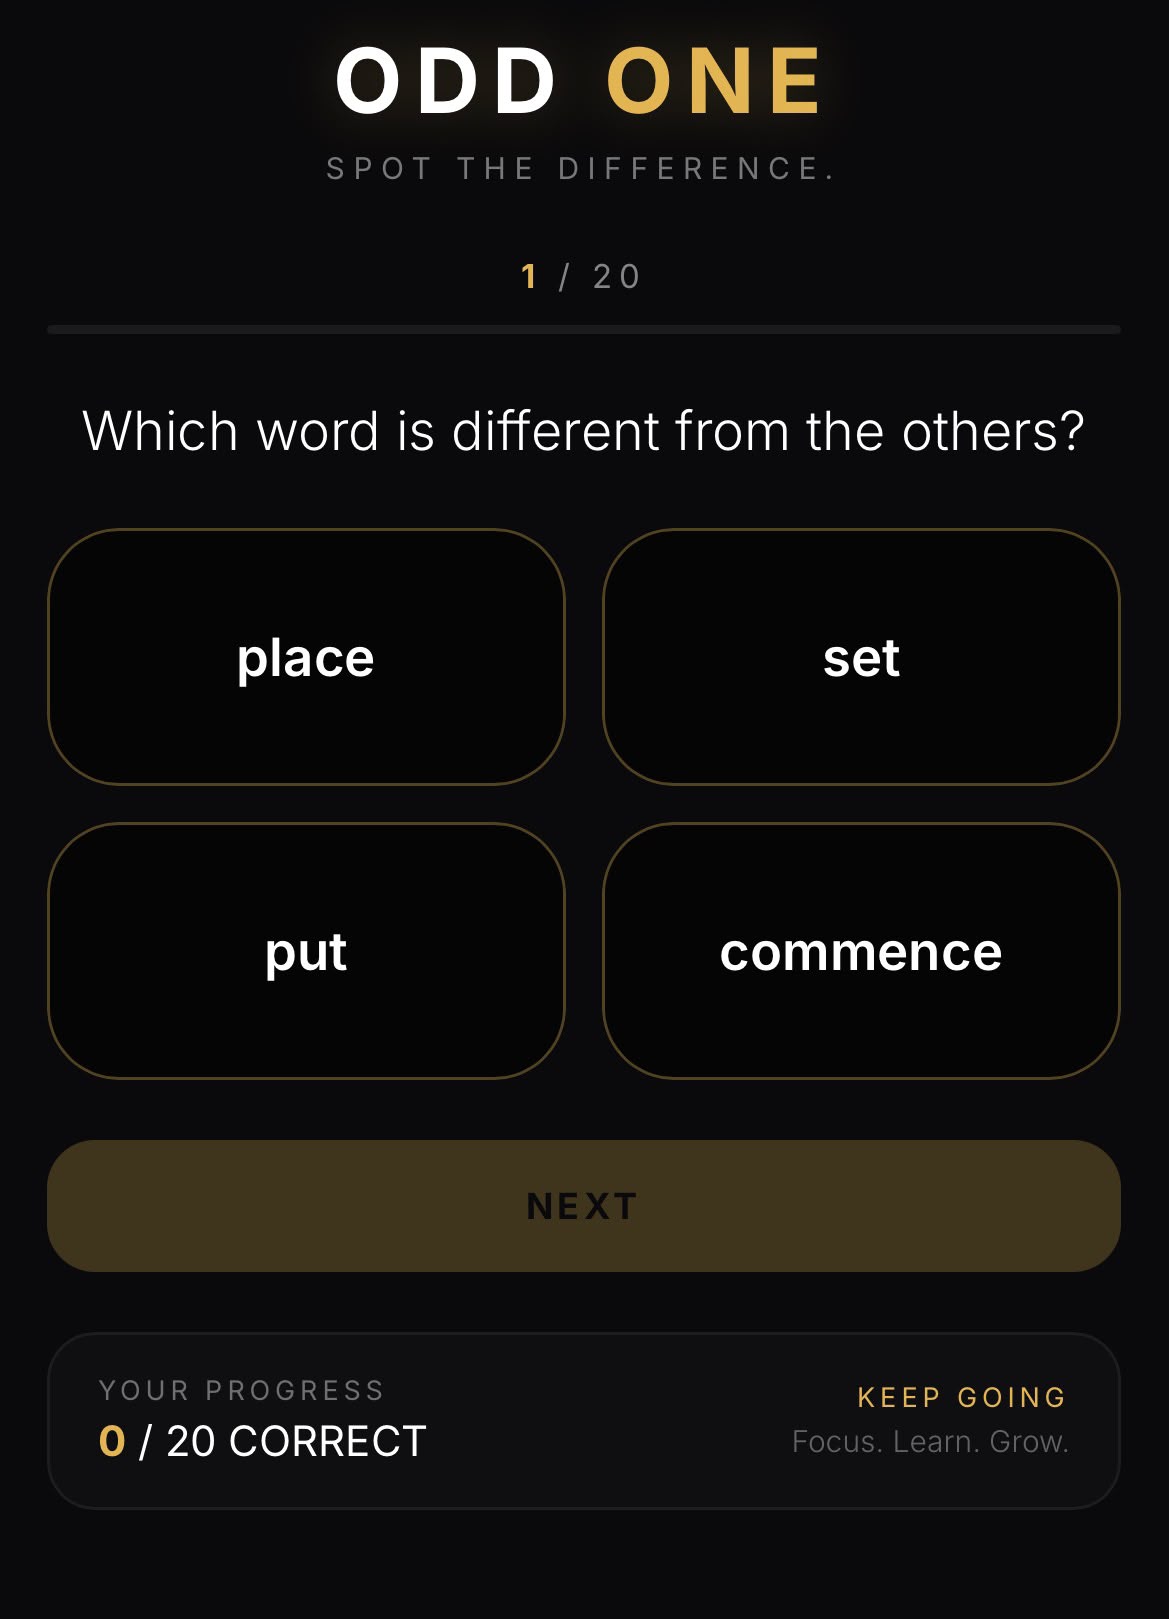 ODD ONE
SPOT THE DIFFERENCE.
1 / 20
Which word is different from the others?
place
set
put
commence
NEXT
YOUR PROGRESS
0 / 20 CORRECT
KEEP GOING
Focus. Learn. Grow.